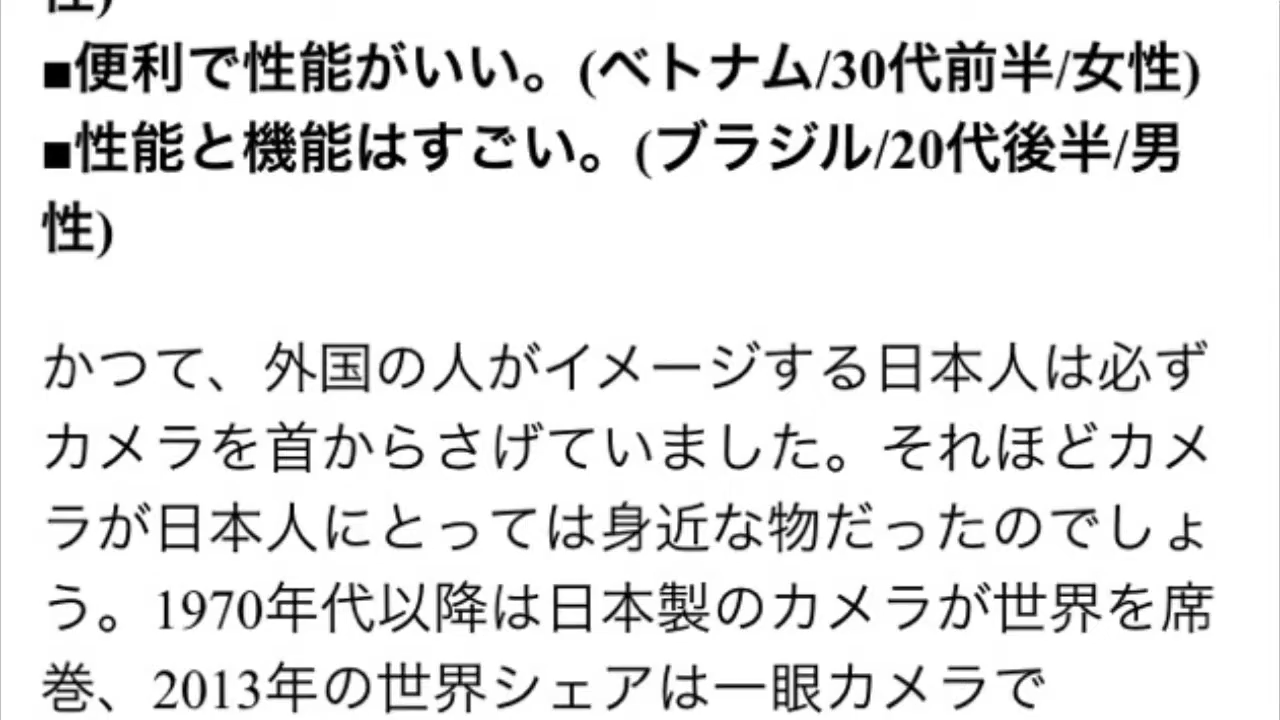 性)
■便利で性能がいい。(ベトナム/30代前半/女性)
■性能と機能はすごい。(ブラジル/20代後半/男
性)
かつて、外国の人がイメージする日本人は必ず
カメラを首からさげていました。それほどカメ
ラが日本人にとっては身近な物だったのでしょ
う。1970年代以降は日本製のカメラが世界を席
巻、2013年の世界シェアは一眼カメラで